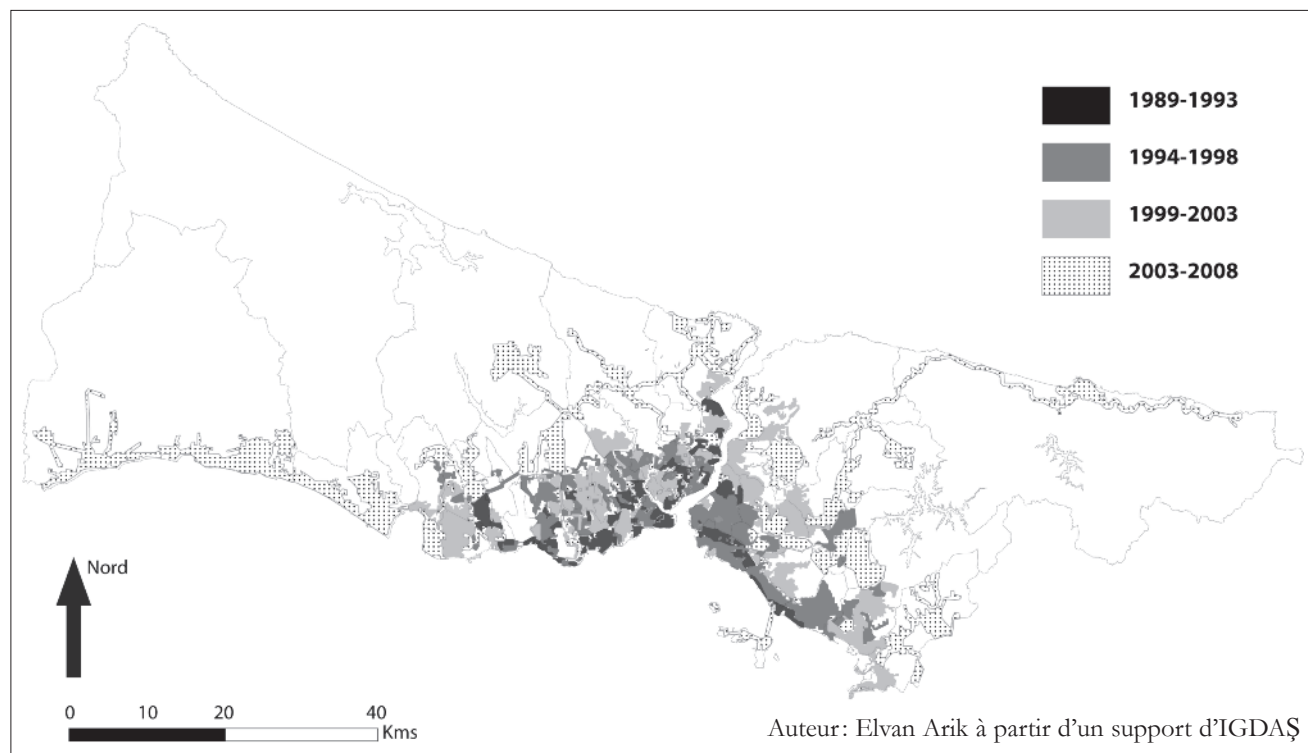 1989-1993
1994-1998
1999-2003
2003-2008
Nord
0 10 20 40
Kms
Auteur: Elvan Arik à partir d'un support d'IGDAŞ